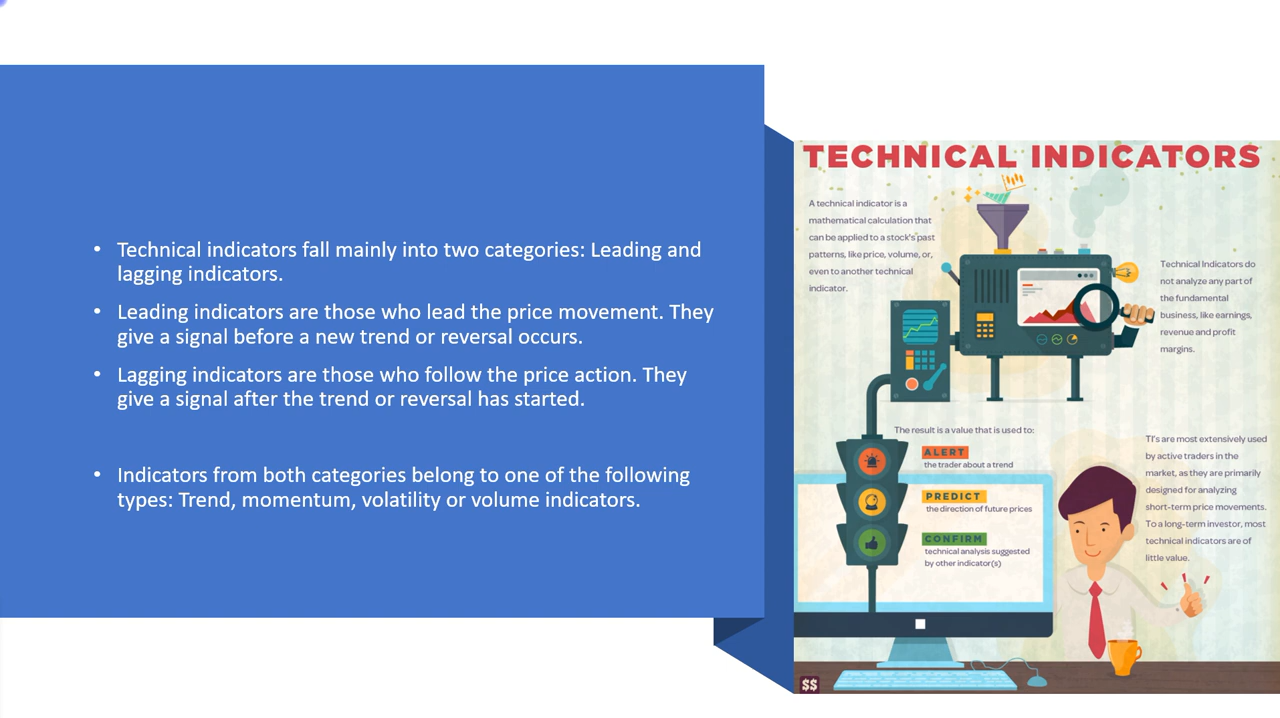 • Technical indicators fall mainly into two categories: Leading and
lagging indicators.
• Leading indicators are those who lead the price movement. They
give a signal before a new trend or reversal occurs.
• Lagging indicators are those who follow the price action. They
give a signal after the trend or reversal has started.
• Indicators from both categories belong to one of the following
types: Trend, momentum, volatility or volume indicators.
TECHNICAL INDICATORS
A technical indicator is a
mathematical calculation that
can be applied to a stock's past
patterns, like price, volume, or,
even to another technical
indicator.
Technical Indicators do
not analyze any part of
the fundamental
business, like earnings,
revenue and profit
margins.
The result is a value that is used to:
ALERT
the trader about a trend
PREDICT
the direction of future prices
CONFIRM
technical analysis suggested
by other indicator(s)
TI's are most extensively used
by active traders in the
market, as they are primarily
designed for analyzing
short-term price movements.
To a long-term investor, most
technical indicators are of
little value.
$$